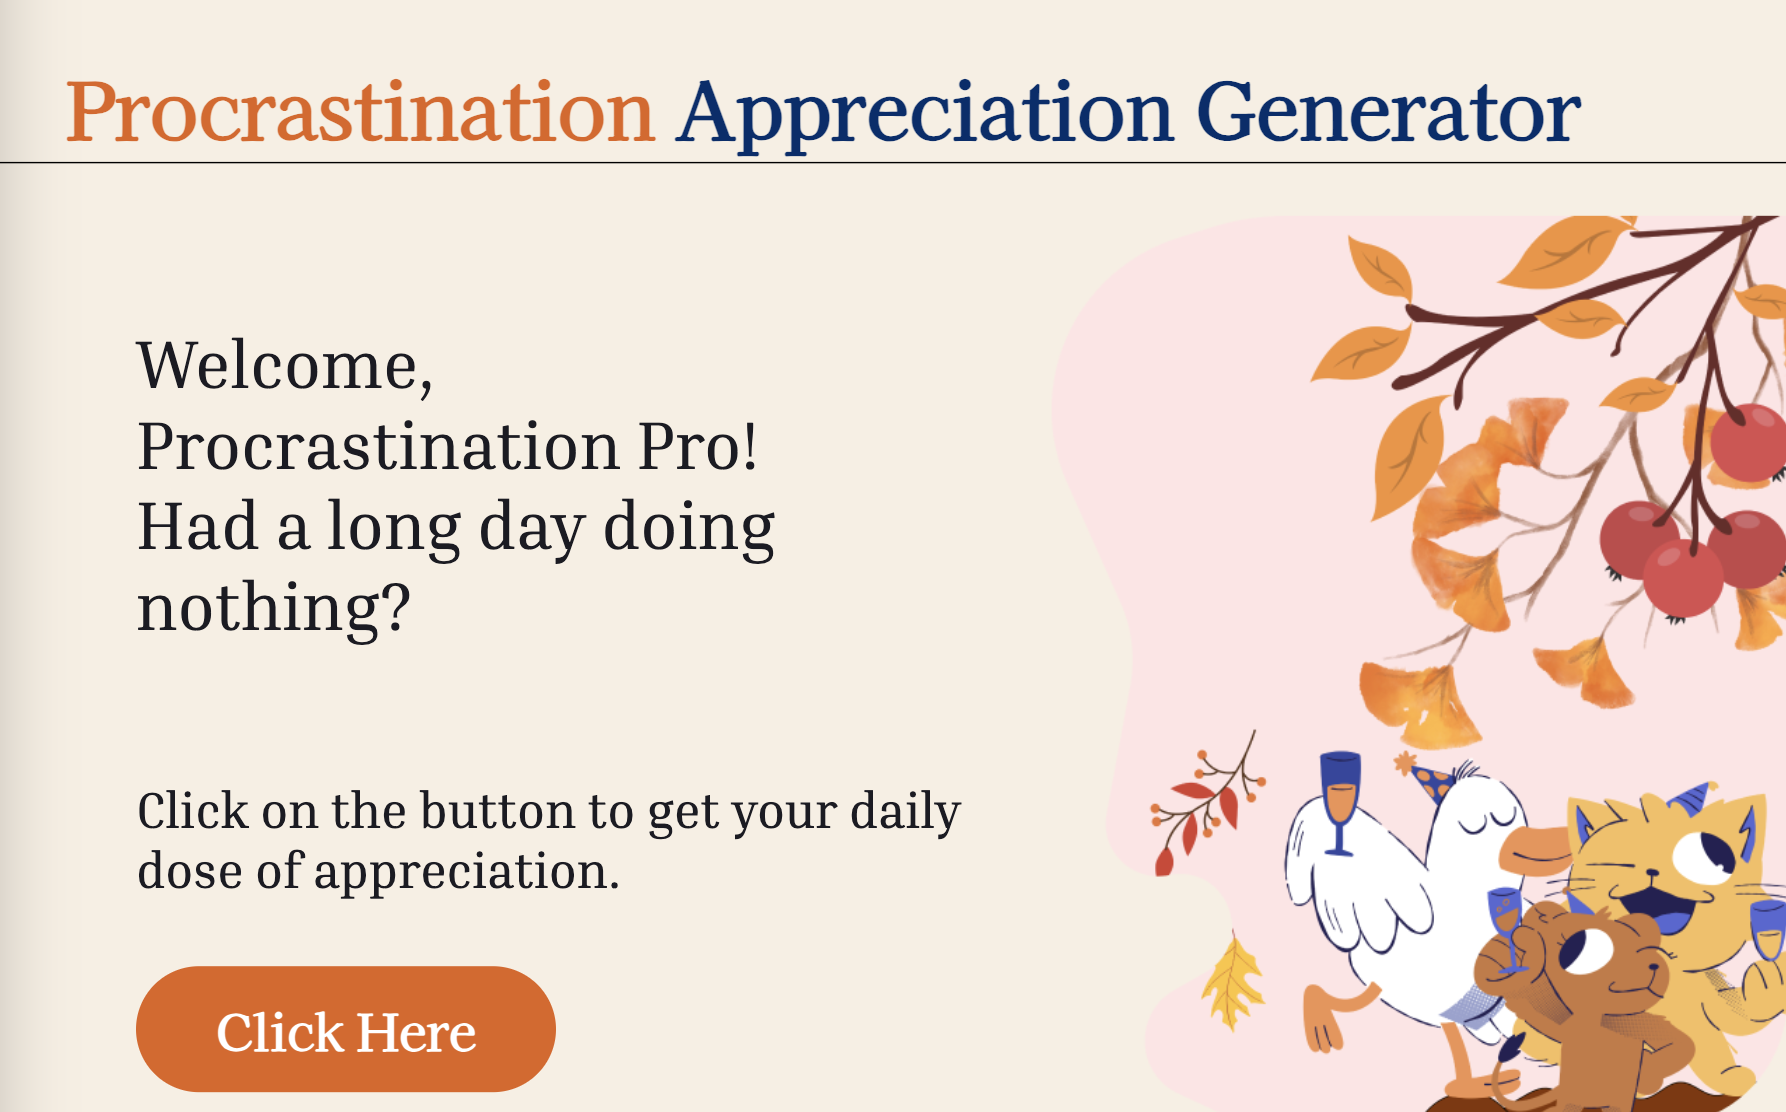 Procrastination Appreciation Generator
Welcome,
Procrastination Pro!
Had a long day doing
nothing?
Click on the button to get your daily
dose of appreciation.
Click Here